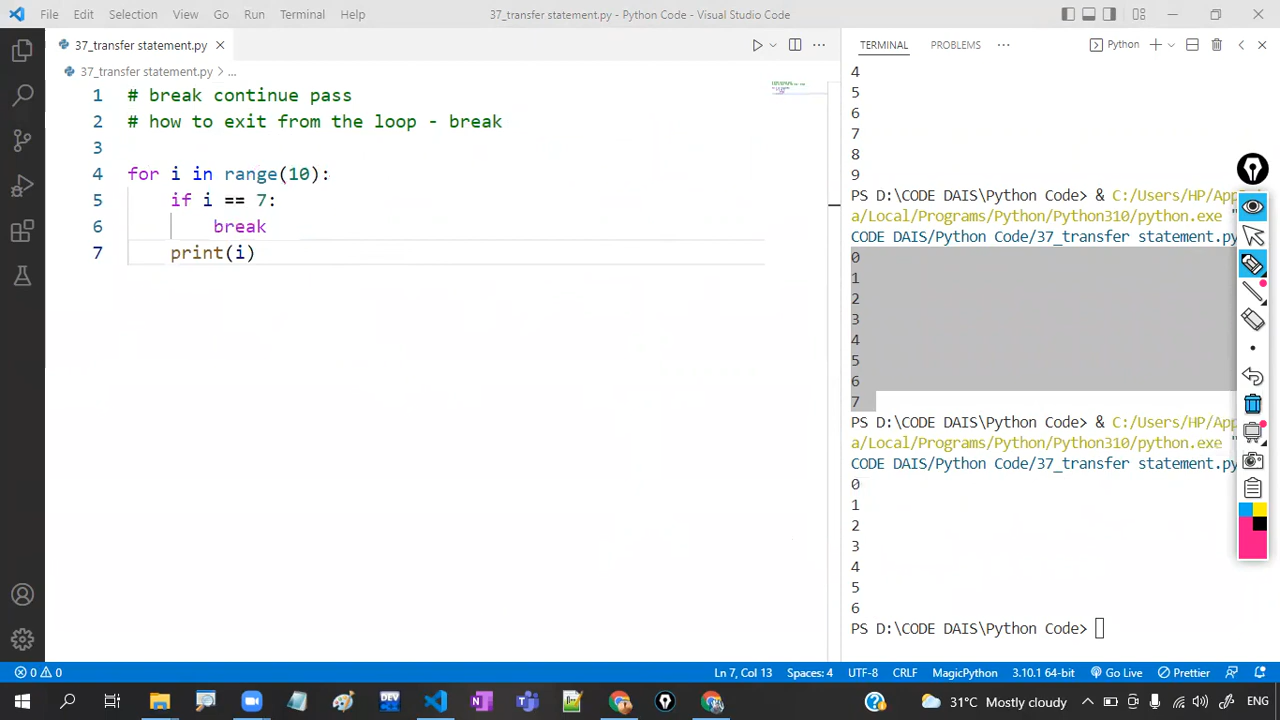 File Edit Selection View Go Run Terminal Help
37_transfer statement.py - Python Code - Visual Studio Code
37_transfer statement.py
37_transfer statement.py > ...
1 # break continue pass
2 # how to exit from the loop - break
3
4 for i in range(10):
5 if i == 7:
6 break
7 print(i)
TERMINAL PROBLEMS ... Python
4
5
6
7
8
9
PS D:\CODE DAIS\Python Code> & C:/Users/HP/App
a/Local/Programs/Python/Python310/python.exe "
CODE DAIS/Python Code/37_transfer statement.py
0
1
2
3
4
5
6
7
PS D:\CODE DAIS\Python Code> & C:/Users/HP/App
a/Local/Programs/Python/Python310/python.exe "
CODE DAIS/Python Code/37_transfer statement.py
0
1
2
3
4
5
6
PS D:\CODE DAIS\Python Code>
0 0 Ln 7, Col 13 Spaces: 4 UTF-8 CRLF MagicPython 3.10.1 64-bit Go Live Prettier
DEV 31°C Mostly cloudy ENG